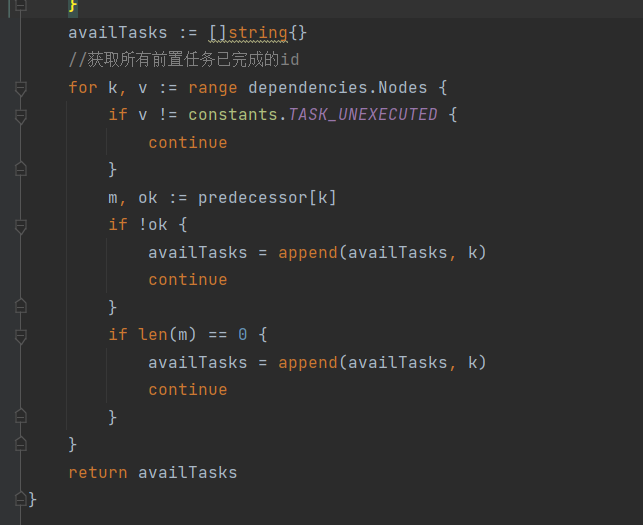 }
availTasks := []string{}
//获取所有前置任务已完成的id
for k, v := range dependencies.Nodes {
if v != constants.TASK_UNEXECUTED {
continue
}
m, ok := predecessor[k]
if !ok {
availTasks = append(availTasks, k)
continue
}
if len(m) == 0 {
availTasks = append(availTasks, k)
continue
}
}
return availTasks
}